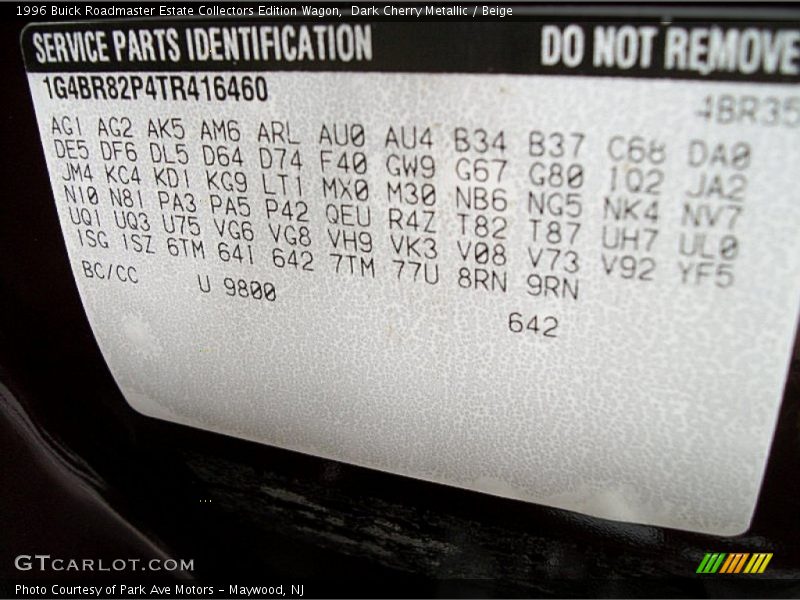 1996 Buick Roadmaster Estate Collectors Edition Wagon, Dark Cherry Metallic / Beige
SERVICE PARTS IDENTIFICATION DO NOT REMOVE
1G4BR82P4TR416460 4BR35
AG1 AG2 AK5 AM6 ARL AU0 AU4 B34 B37 C68 DA0
DE5 DF6 DL5 D64 D74 F40 GW9 G67 G80 IQ2 JA2
JM4 KC4 KD1 KG9 LT1 MX0 M30 NB6 NG5 NK4 NV7
N10 N81 PA3 PA5 P42 QEU R4Z T82 T87 UH7 UL0
UQ1 UQ3 U75 VG6 VG8 VH9 VK3 V08 V73 V92 YF5
1SG 1SZ 6TM 641 642 7TM 77U 8RN 9RN
BC/CC U 9800
642
GTCARLOT.COM
Photo Courtesy of Park Ave Motors - Maywood, NJ